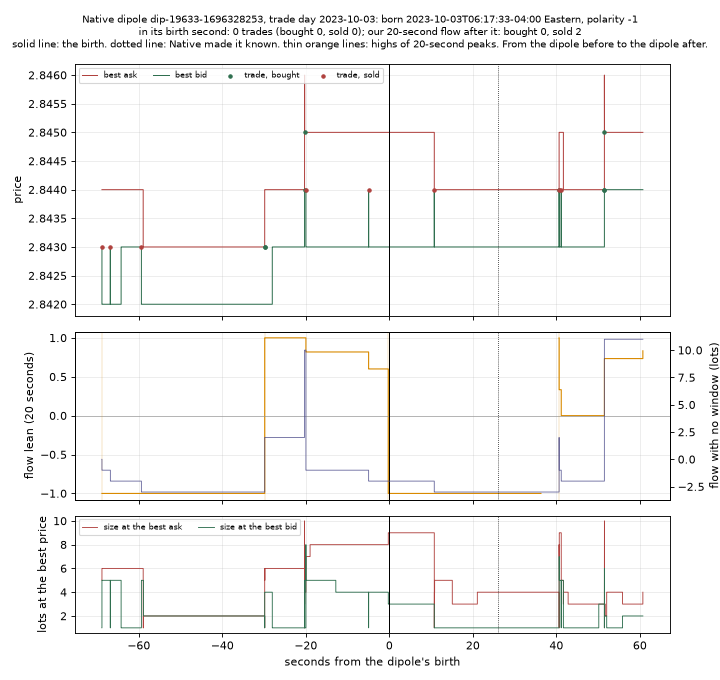 Native dipole dip-19633-1696328253, trade day 2023-10-03: born 2023-10-03T06:17:33-04:00 Eastern, polarity -1
in its birth second: 0 trades (bought 0, sold 0); our 20-second flow after it: bought 0, sold 2
solid line: the birth. dotted line: Native made it known. thin orange lines: highs of 20-second peaks. From the dipole before to the dipole after.
best ask best bid trade, bought trade, sold
2.8460
2.8455
2.8450
2.8445
2.8440
2.8435
2.8430
2.8425
2.8420
price
1.0
0.5
0.0
−0.5
−1.0
flow lean (20 seconds)
10.0
7.5
5.0
2.5
0.0
−2.5
flow with no window (lots)
size at the best ask size at the best bid
10
8
6
4
2
lots at the best price
−60 −40 −20 0 20 40 60
seconds from the dipole's birth